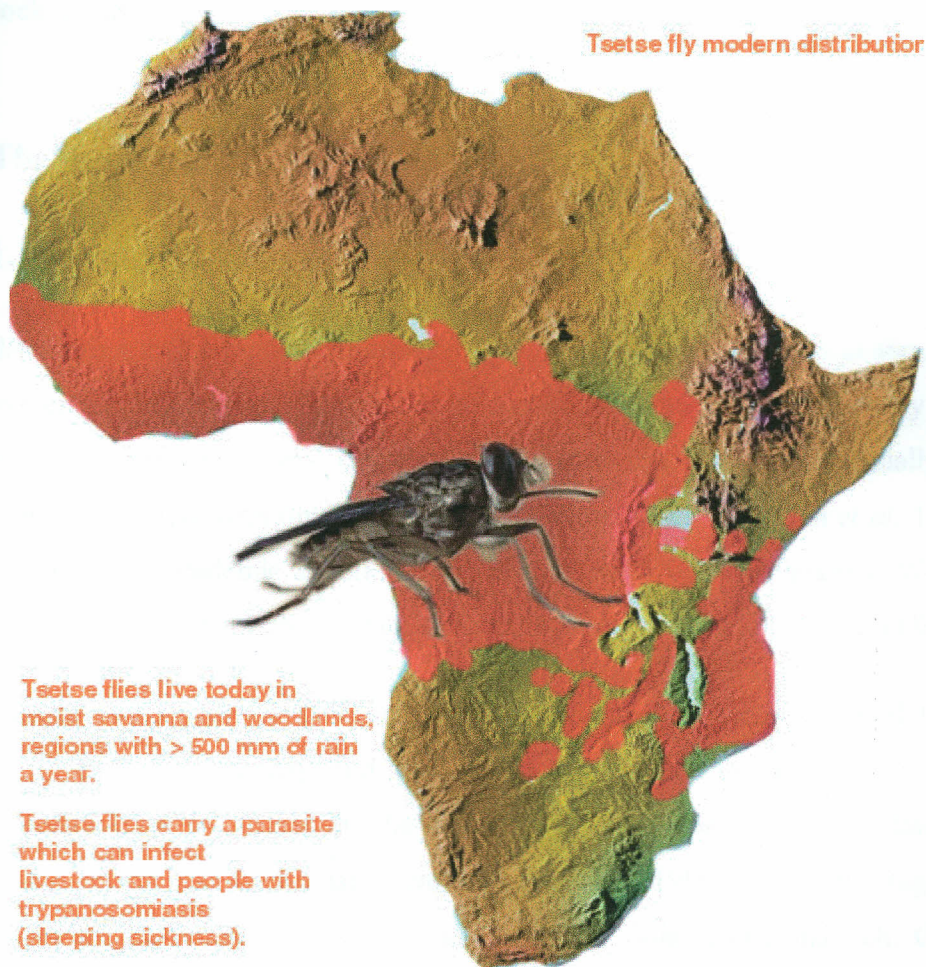 Tsetse fly modern distribution
Tsetse flies live today in
moist savanna and woodlands,
regions with > 500 mm of rain
a year.
Tsetse flies carry a parasite
which can infect
livestock and people with
trypanosomiasis
(sleeping sickness).